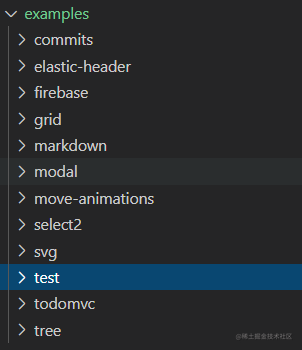 examples
commits
elastic-header
firebase
grid
markdown
modal
move-animations
select2
svg
test
todomvc
tree
@稀土掘金技术社区